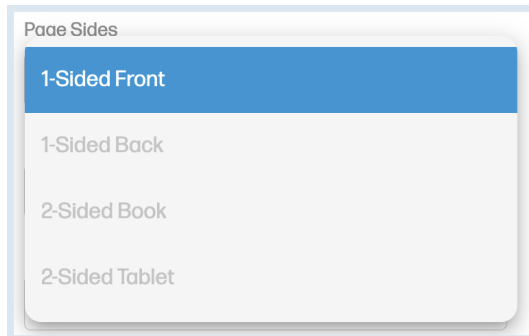 Page Sides
1-Sided Front
1-Sided Back
2-Sided Book
2-Sided Tablet